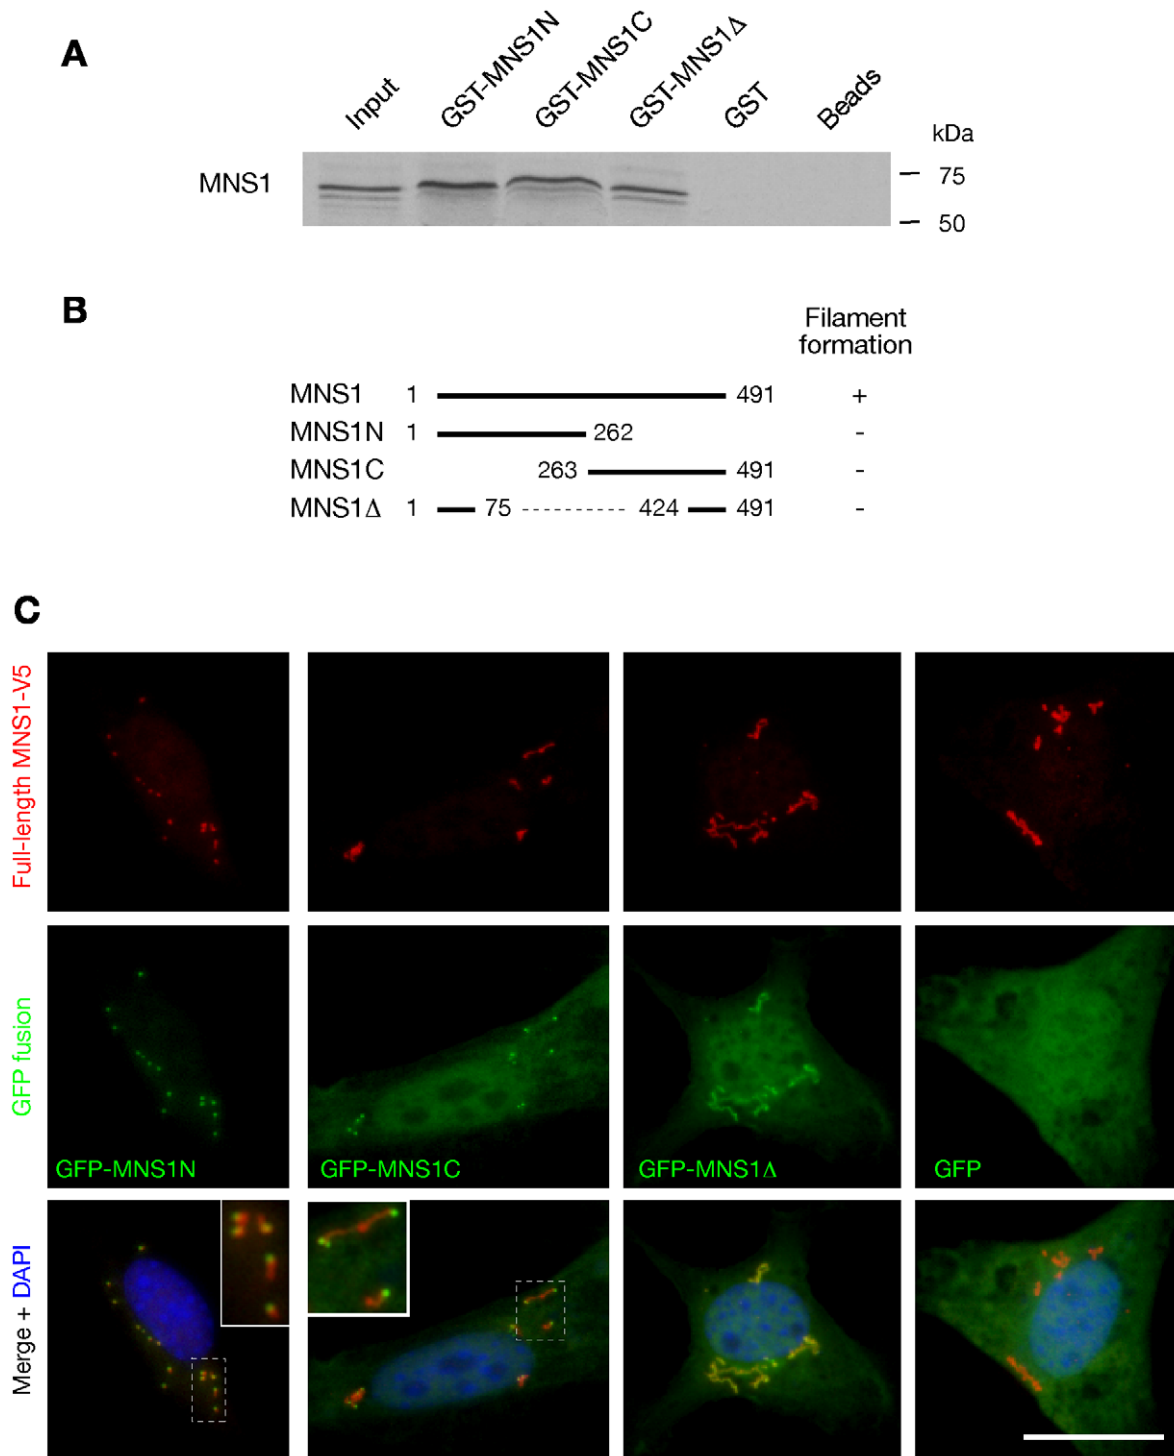 A
Input
GST-MNS1N
GST-MNS1C
GST-MNS1Δ
GST
Beads
kDa
MNS1
75
50
B
Filament
formation
MNS1 1 491 +
MNS1N 1 262 -
MNS1C 263 491 -
MNS1Δ 1 75 424 491 -
C
Full-length MNS1-V5
GFP fusion
GFP-MNS1N
GFP-MNS1C
GFP-MNS1Δ
GFP
Merge + DAPI